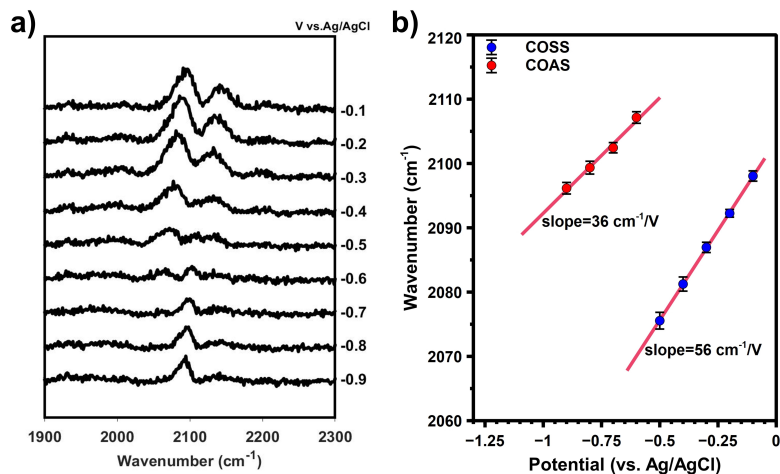 a)
V vs.Ag/AgCl
-0.1
-0.2
-0.3
-0.4
-0.5
-0.6
-0.7
-0.8
-0.9
1900 2000 2100 2200 2300
Wavenumber (cm⁻¹)
b)
COSS
COAS
2120
2110
2100
2090
2080
2070
2060
Wavenumber (cm⁻¹)
slope=36 cm⁻¹/V
slope=56 cm⁻¹/V
−1.25 −1 −0.75 −0.5 −0.25 0
Potential (vs. Ag/AgCl)